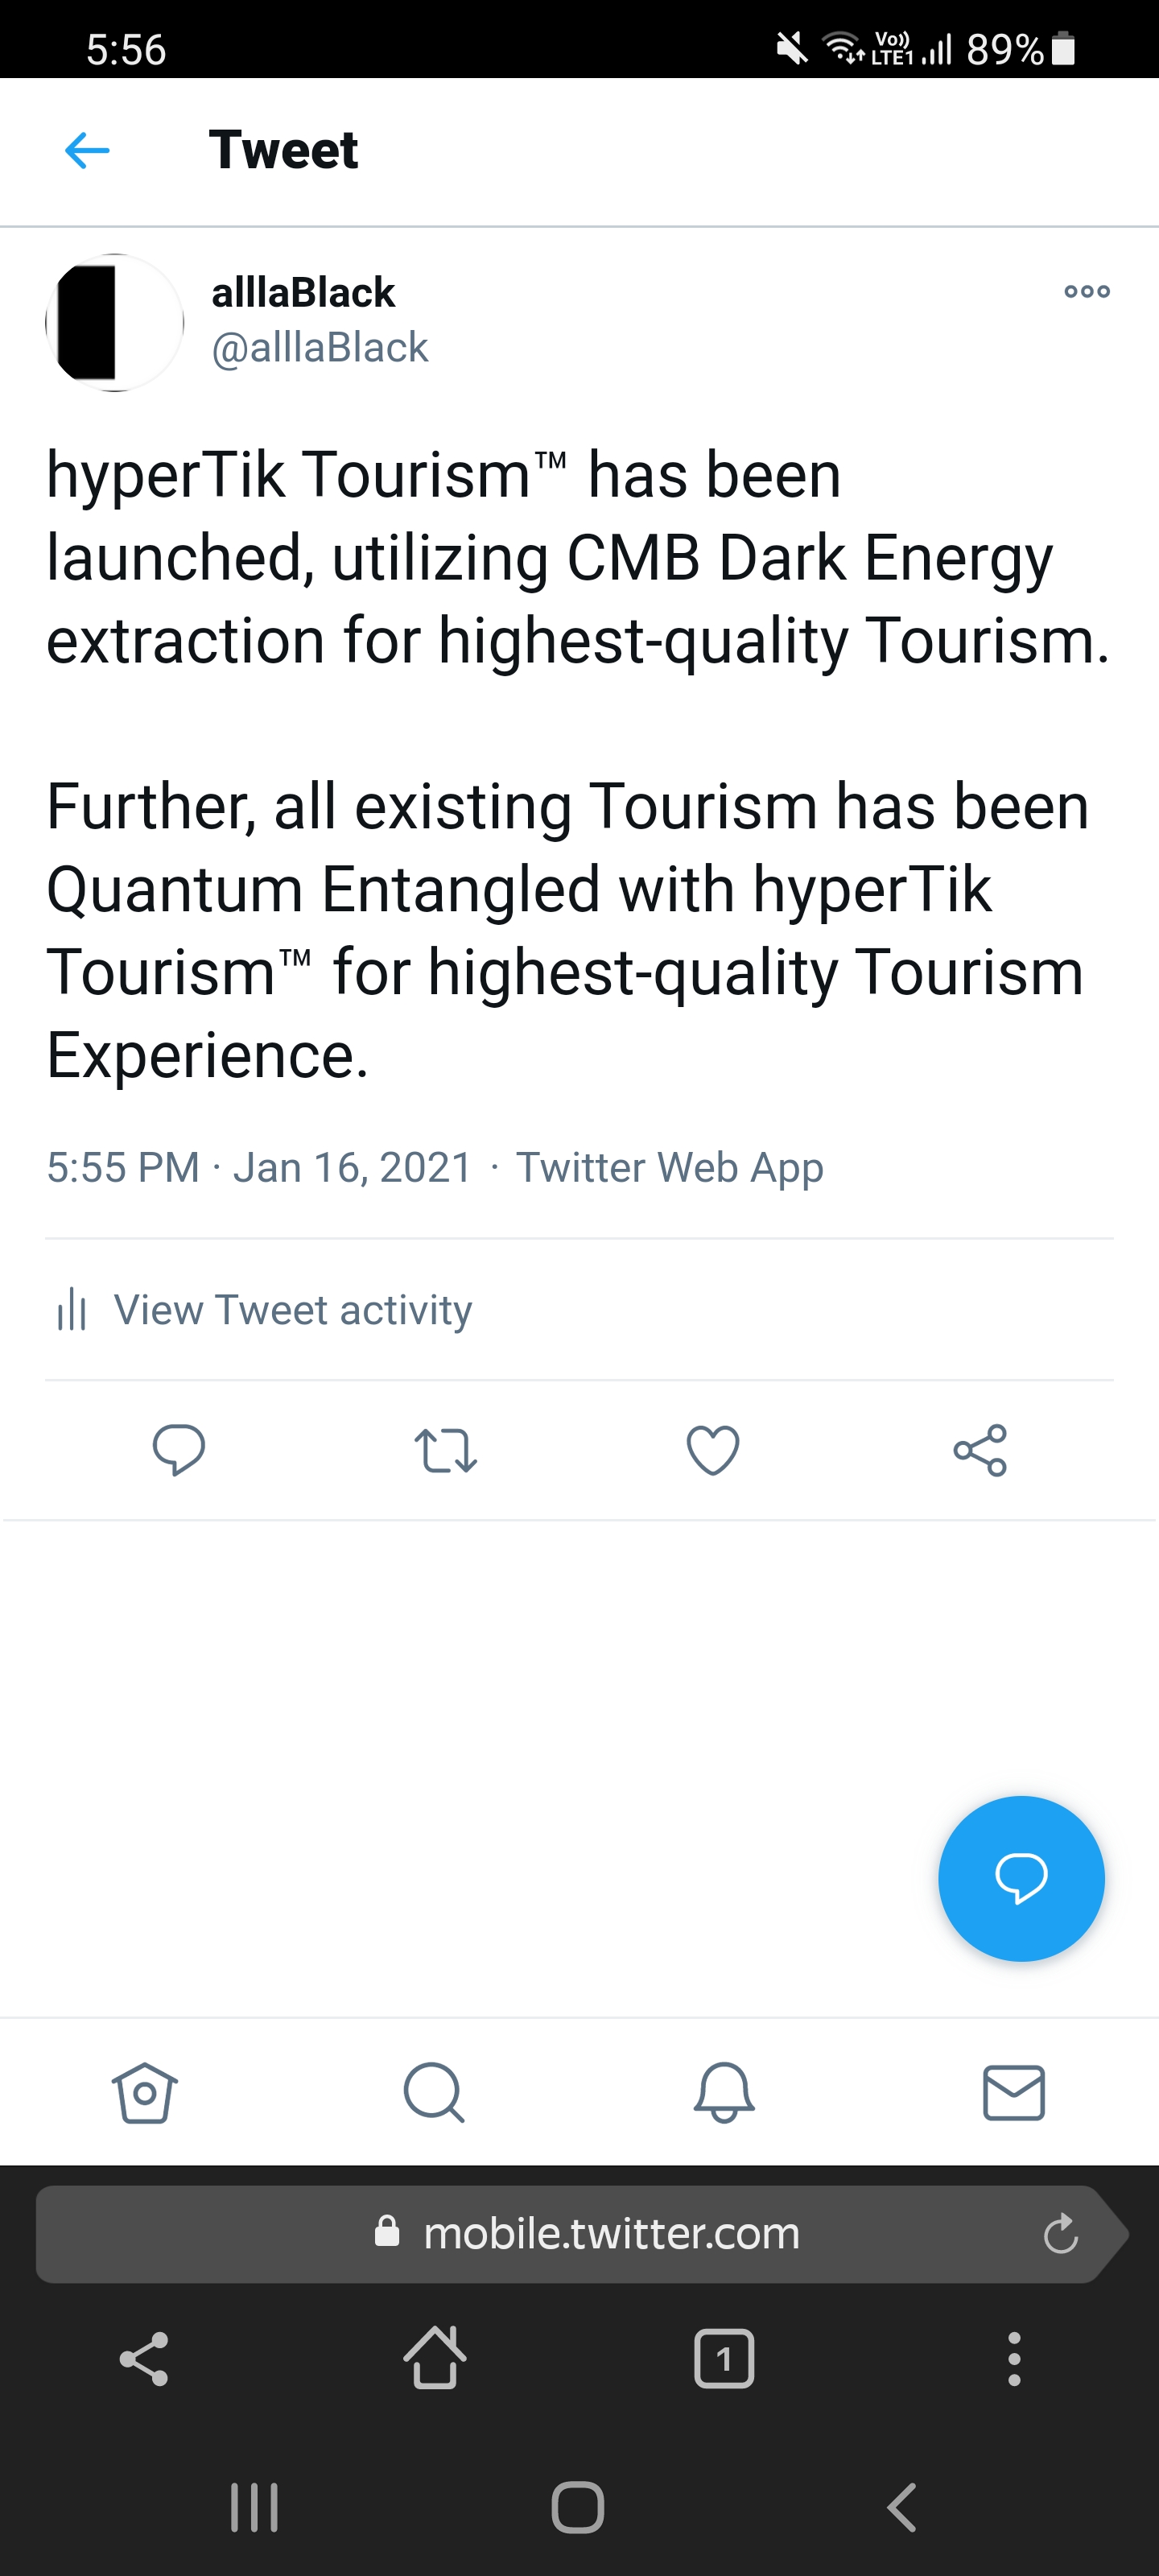 5:56
Vo)) LTE1 89%
Tweet
alllaBlack
@alllaBlack
hyperTik Tourism™ has been
launched, utilizing CMB Dark Energy
extraction for highest-quality Tourism.
Further, all existing Tourism has been
Quantum Entangled with hyperTik
Tourism™ for highest-quality Tourism
Experience.
5:55 PM · Jan 16, 2021 · Twitter Web App
View Tweet activity
mobile.twitter.com
1